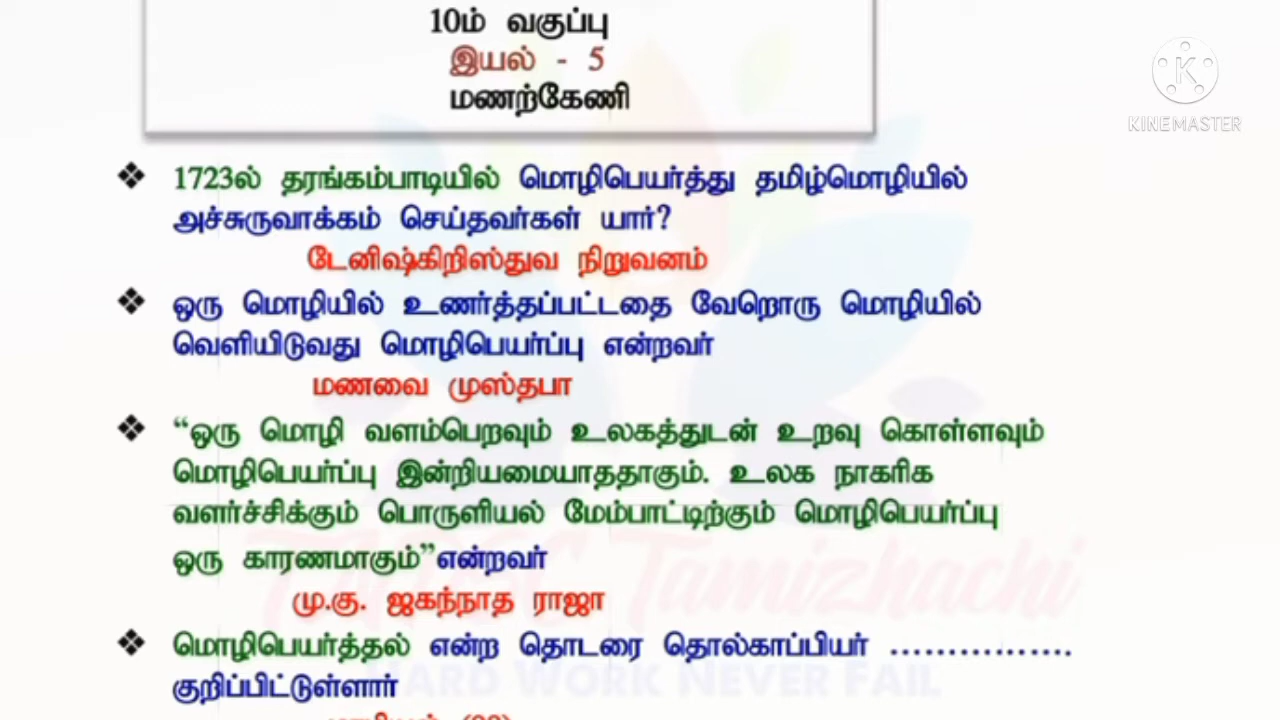 10ம் வகுப்பு
இயல் - 5
மணற்கேணி
K
KINEMASTER
❖ 1723ல் தரங்கம்பாடியில் மொழிபெயர்த்து தமிழ்மொழியில்
அச்சுருவாக்கம் செய்தவர்கள் யார்?
டேனிஷ்கிறிஸ்துவ நிறுவனம்
❖ ஒரு மொழியில் உணர்த்தப்பட்டதை வேறொரு மொழியில்
வெளியிடுவது மொழிபெயர்ப்பு என்றவர்
மணவை முஸ்தபா
❖ “ஒரு மொழி வளம்பெறவும் உலகத்துடன் உறவு கொள்ளவும்
மொழிபெயர்ப்பு இன்றியமையாததாகும். உலக நாகரிக
வளர்ச்சிக்கும் பொருளியல் மேம்பாட்டிற்கும் மொழிபெயர்ப்பு
ஒரு காரணமாகும்”என்றவர்
மு.கு. ஜகந்நாத ராஜா
TNPSC Tamizhachi
❖ மொழிபெயர்த்தல் என்ற தொடரை தொல்காப்பியர் ................
HARD WORK NEVER FAIL
குறிப்பிட்டுள்ளார்